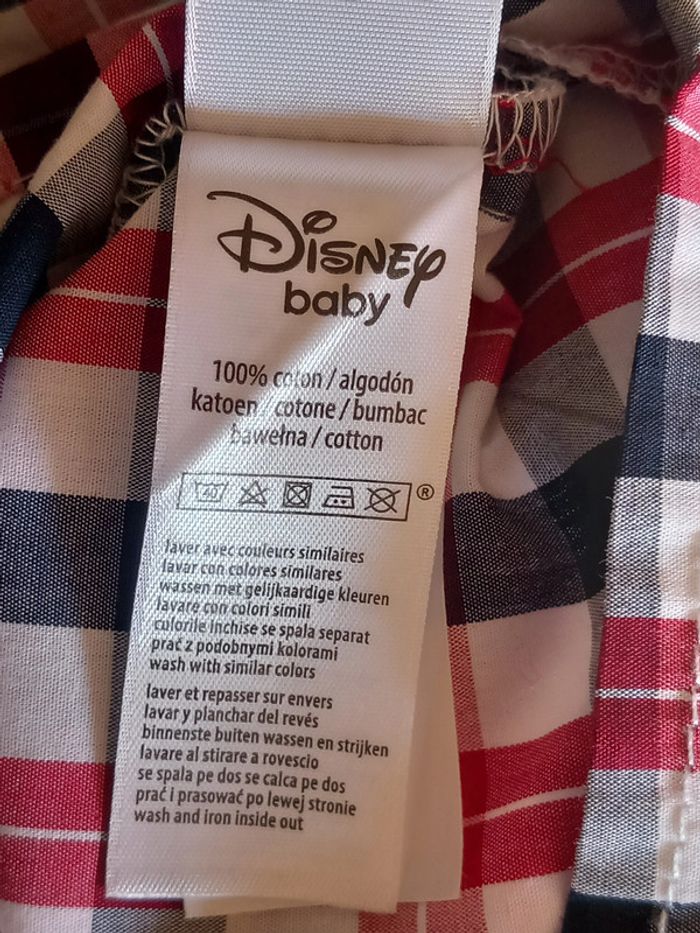 Disney
baby
100% coton / algodón
katoen / cotone / bumbac
bawełna / cotton
40 ®
laver avec couleurs similaires
lavar con colores similares
wassen met gelijkaardige kleuren
lavare con colori simili
culorile inchise se spala separat
prać z podobnymi kolorami
wash with similar colors
laver et repasser sur envers
lavar y planchar del revés
binnenste buiten wassen en strijken
lavare al stirare a rovescio
se spala pe dos se calca pe dos
prać i prasować po lewej stronie
wash and iron inside out